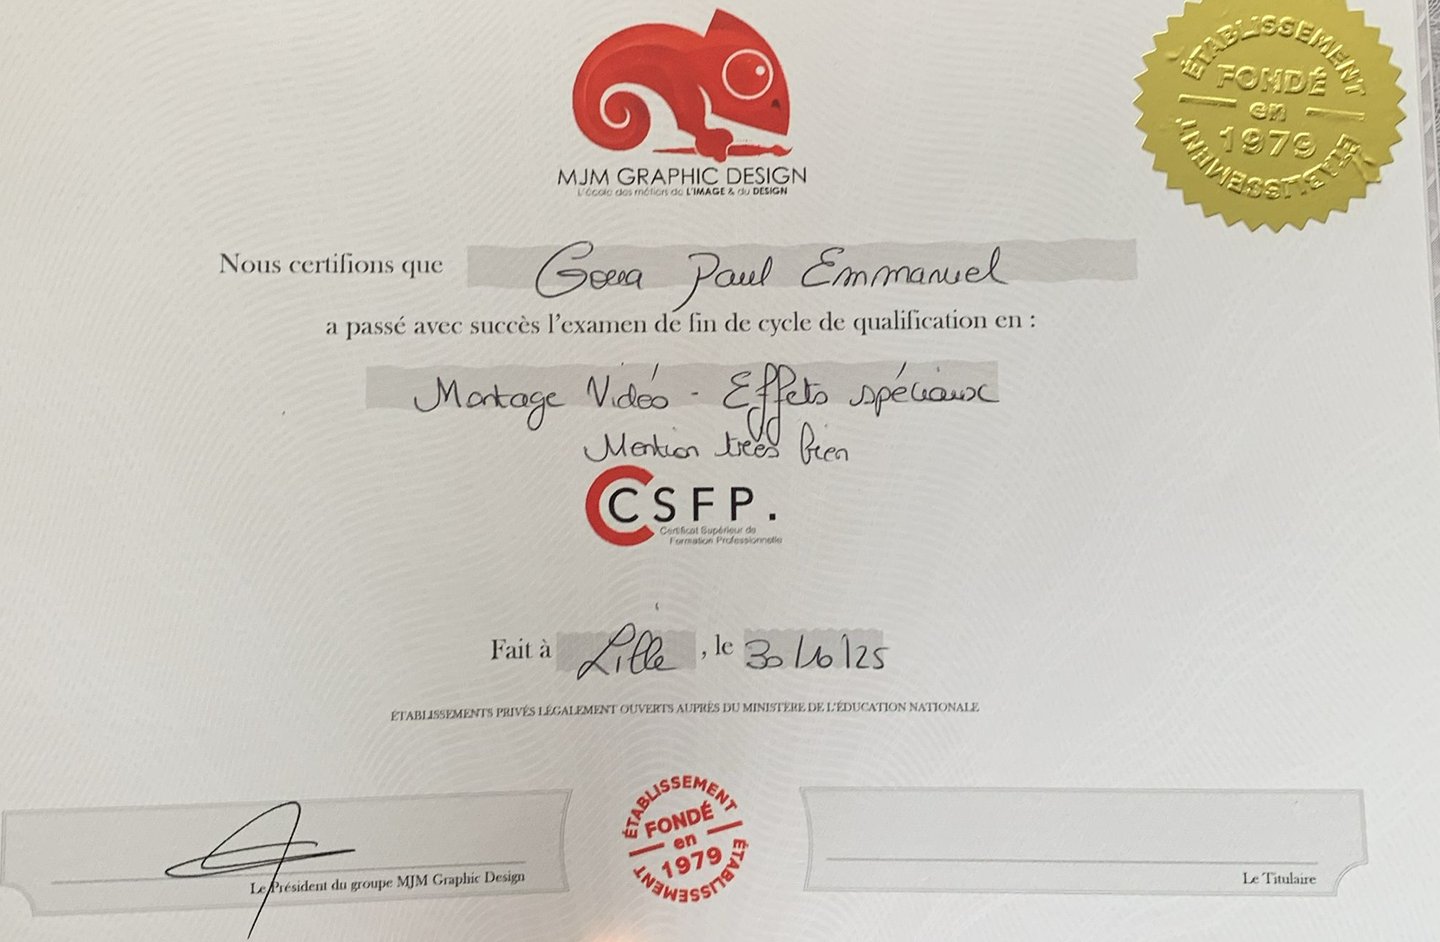 ÉTABLISSEMENT
FONDÉ
en
1979
ÉTABLISSEMENT
MJM GRAPHIC DESIGN
L'École des métiers de L'IMAGE & du DESIGN
Nous certifions que Paul Emmanuel
a passé avec succès l'examen de fin de cycle de qualification en :
Montage Vidéo - Effets spéciaux
Mention trées bien
CSFP.
Certificat Supérieur de
Formation Professionnelle
Fait à Lille, le 30/10/25
ÉTABLISSEMENTS PRIVÉS LÉGALEMENT OUVERTS AUPRÈS DU MINISTÈRE DE L'ÉDUCATION NATIONALE
ÉTABLISSEMENT
FONDÉ
en
1979
ÉTABLISSEMENT
Le Président du groupe MJM Graphic Design
Le Titulaire